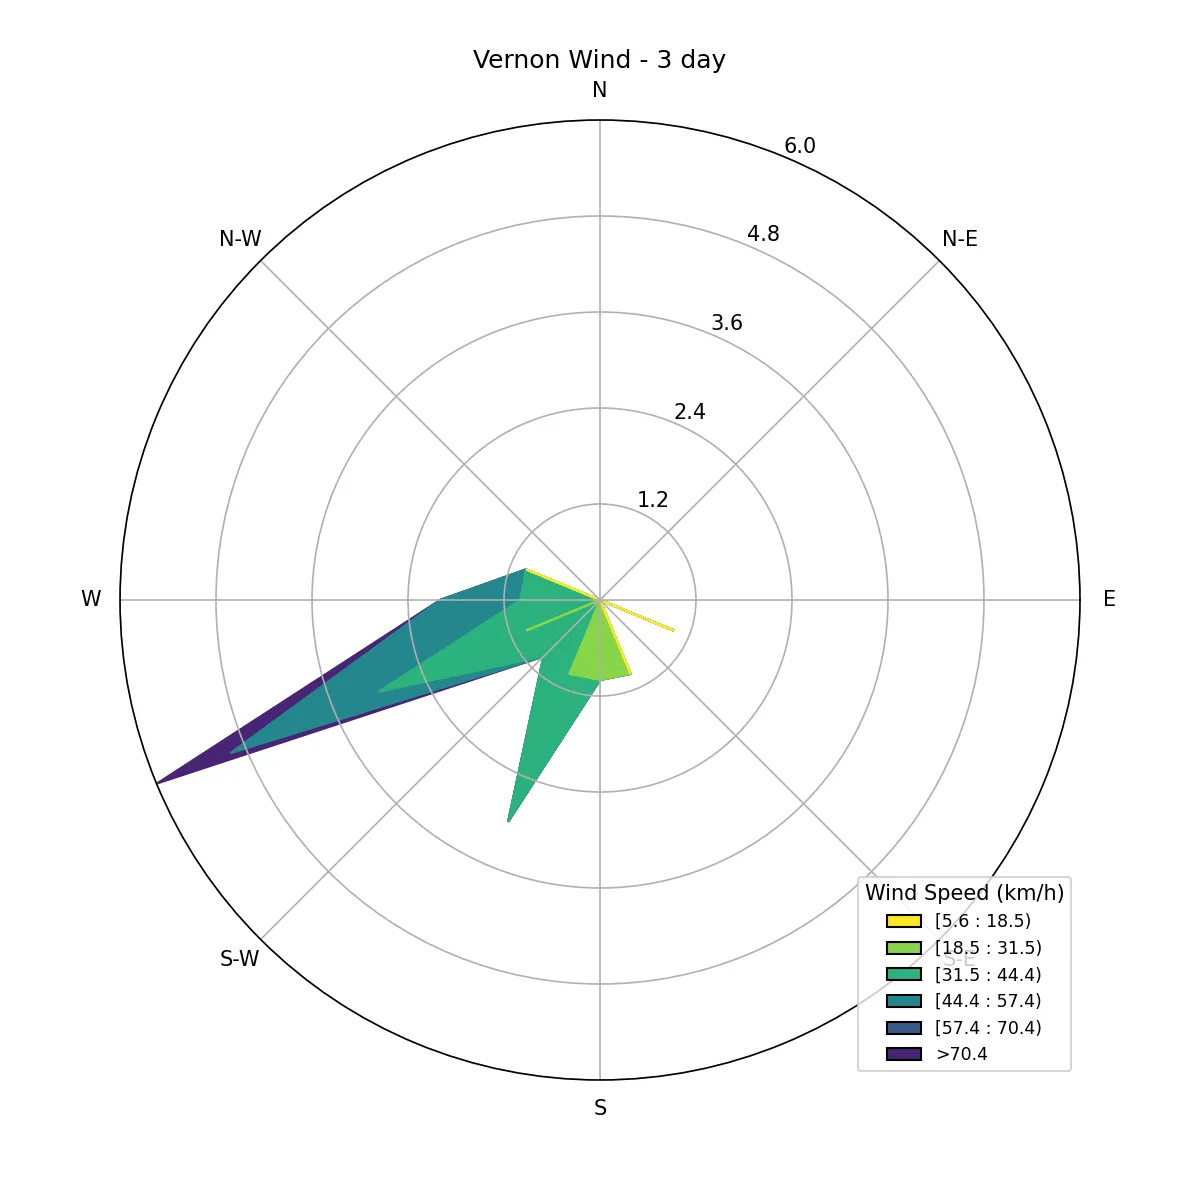 Vernon Wind - 3 day
N
6.0
N-W
N-E
4.8
3.6
2.4
1.2
W
E
S-W
S-E
S
Wind Speed (km/h)
[5.6 : 18.5)
[18.5 : 31.5)
[31.5 : 44.4)
[44.4 : 57.4)
[57.4 : 70.4)
>70.4